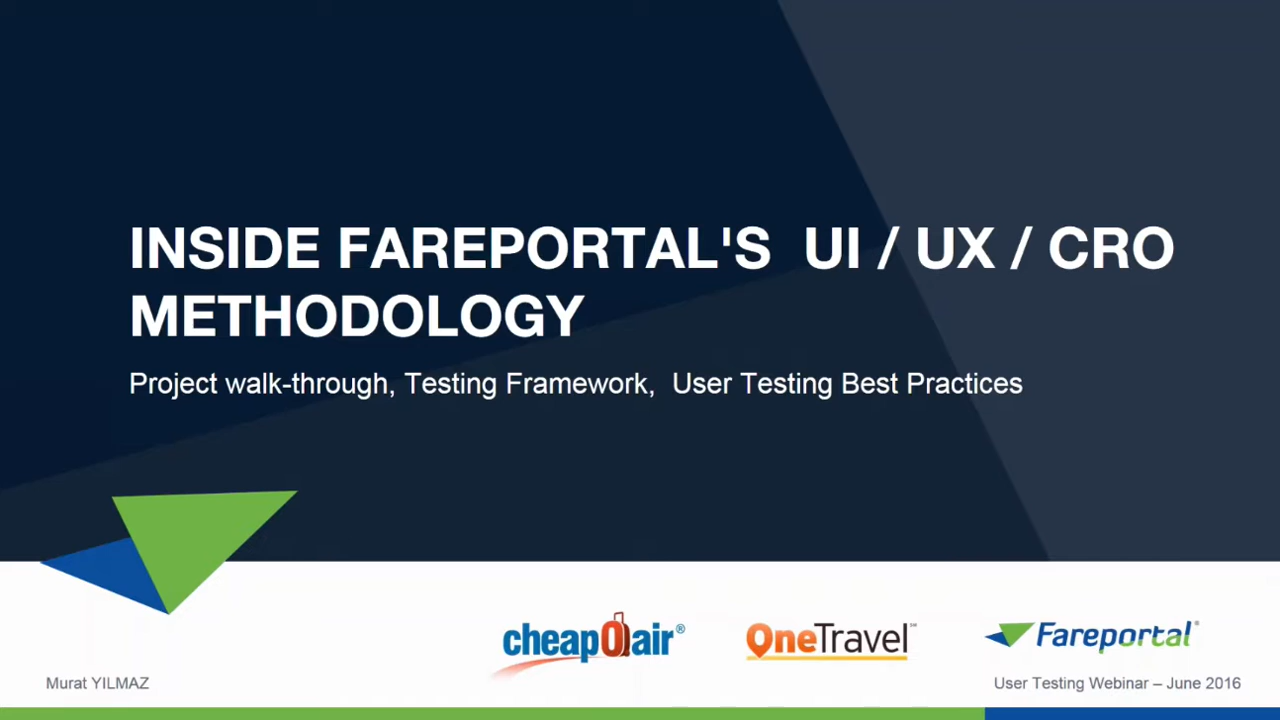 INSIDE FAREPORTAL'S  UI / UX / CRO
METHODOLOGY
Project walk-through, Testing Framework,  User Testing Best Practices
cheapOair®
OneTravel℠
Fareportal®
Murat YILMAZ
User Testing Webinar – June 2016